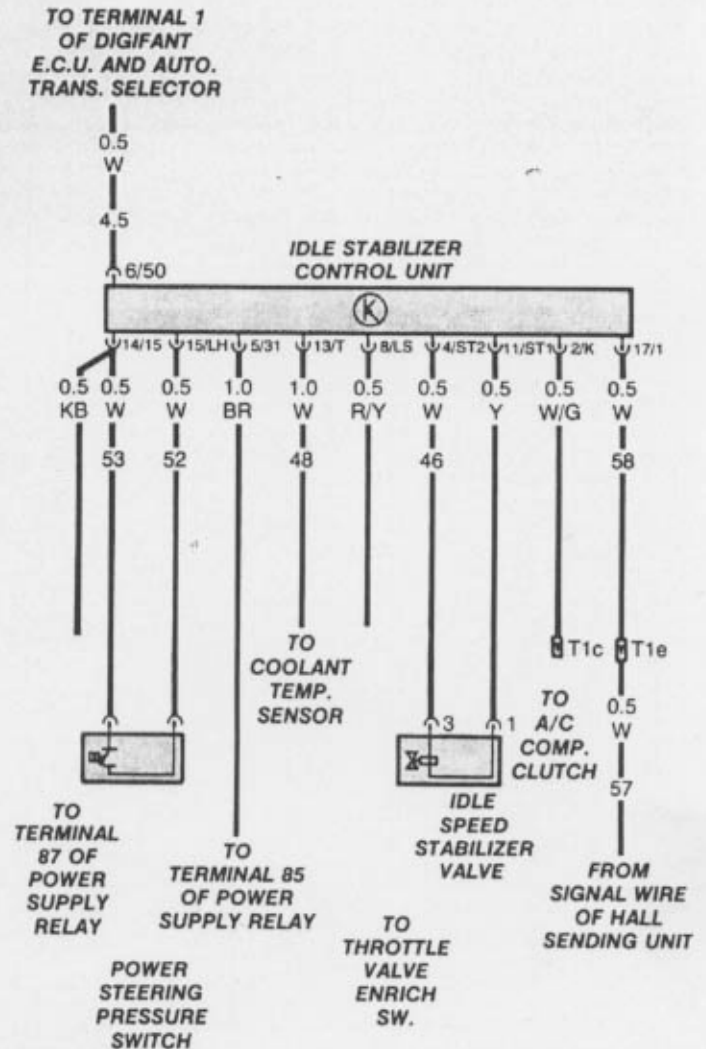 TO TERMINAL 1
OF DIGIFANT
E.C.U. AND AUTO.
TRANS. SELECTOR
0.5
W
4.5
IDLE STABILIZER
CONTROL UNIT
6/50
K
14/15 15/LH 5/31 13/T 8/LS 4/ST2 11/ST1 2/K 17/1
0.5 0.5 0.5 1.0 1.0 0.5 0.5 0.5 0.5 0.5
KB W W BR W R/Y W Y W/G W
53 52 48 46 58
T1c T1e
TO
COOLANT
TEMP.
SENSOR
3 1
TO
A/C
COMP.
CLUTCH
0.5
W
57
TO
TERMINAL
87 OF
POWER
SUPPLY
RELAY
TO
TERMINAL 85
OF POWER
SUPPLY RELAY
IDLE
SPEED
STABILIZER
VALVE
FROM
SIGNAL WIRE
OF HALL
SENDING UNIT
POWER
STEERING
PRESSURE
SWITCH
TO
THROTTLE
VALVE
ENRICH
SW.